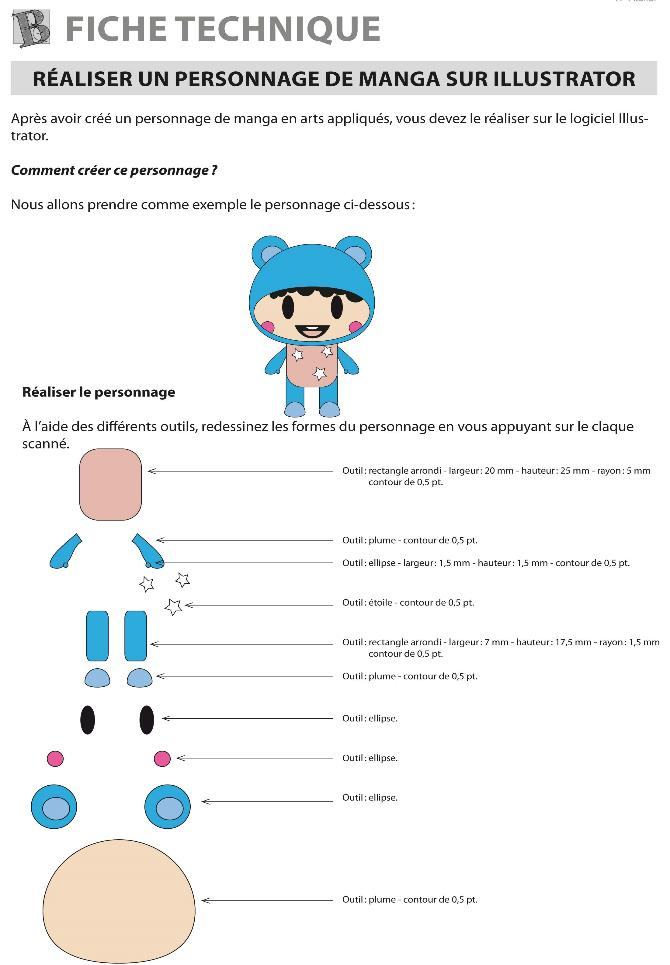 B FICHE TECHNIQUE
RÉALISER UN PERSONNAGE DE MANGA SUR ILLUSTRATOR
Après avoir créé un personnage de manga en arts appliqués, vous devez le réaliser sur le logiciel Illus-
trator.
Comment créer ce personnage ?
Nous allons prendre comme exemple le personnage ci-dessous :
Réaliser le personnage
À l’aide des différents outils, redessinez les formes du personnage en vous appuyant sur le claque
scanné.
Outil : rectangle arrondi - largeur : 20 mm - hauteur : 25 mm - rayon : 5 mm
contour de 0,5 pt.
Outil : plume - contour de 0,5 pt.
Outil : ellipse - largeur : 1,5 mm - hauteur : 1,5 mm - contour de 0,5 pt.
Outil : étoile - contour de 0,5 pt.
Outil : rectangle arrondi - largeur : 7 mm - hauteur : 17,5 mm - rayon : 1,5 mm
contour de 0,5 pt.
Outil : plume - contour de 0,5 pt.
Outil : ellipse.
Outil : ellipse.
Outil : ellipse.
Outil : plume - contour de 0,5 pt.